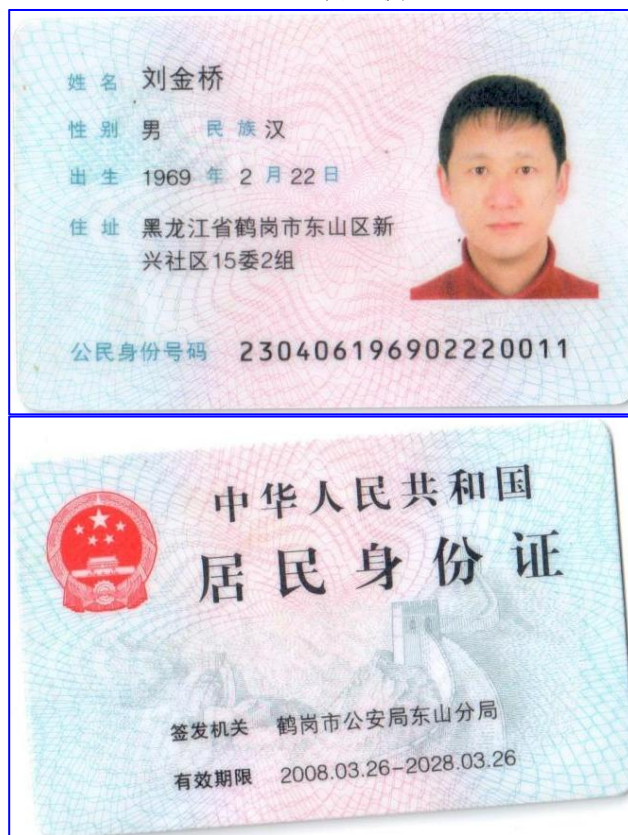 姓名 刘金桥
性别 男 民族 汉
出生 1969 年 2 月 22 日
住址 黑龙江省鹤岗市东山区新
兴社区15委2组
公民身份号码 230406196902220011
中华人民共和国
居民身份证
签发机关 鹤岗市公安局东山分局
有效期限 2008.03.26-2028.03.26